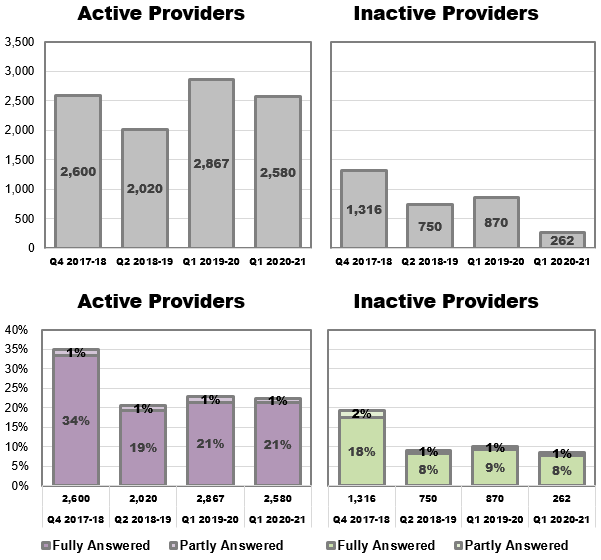 Active Providers
Inactive Providers
3,500
3,000
2,500
2,000
1,500
1,000
500
0
2,600
2,020
2,867
2,580
1,316
750
870
262
Q4 2017-18
Q2 2018-19
Q1 2019-20
Q1 2020-21
Q4 2017-18
Q2 2018-19
Q1 2019-20
Q1 2020-21
Active Providers
Inactive Providers
40%
35%
30%
25%
20%
15%
10%
5%
0%
1%
34%
1%
19%
1%
21%
1%
21%
2%
18%
1%
8%
1%
9%
1%
8%
2,600
2,020
2,867
2,580
1,316
750
870
262
Q4 2017-18
Q2 2018-19
Q1 2019-20
Q1 2020-21
Q4 2017-18
Q2 2018-19
Q1 2019-20
Q1 2020-21
Fully Answered
Partly Answered
Fully Answered
Partly Answered